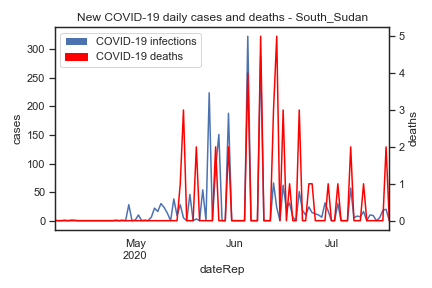 New COVID-19 daily cases and deaths - South_Sudan
COVID-19 infections
COVID-19 deaths
cases
300
250
200
150
100
50
0
deaths
5
4
3
2
1
0
May
2020
Jun
Jul
dateRep